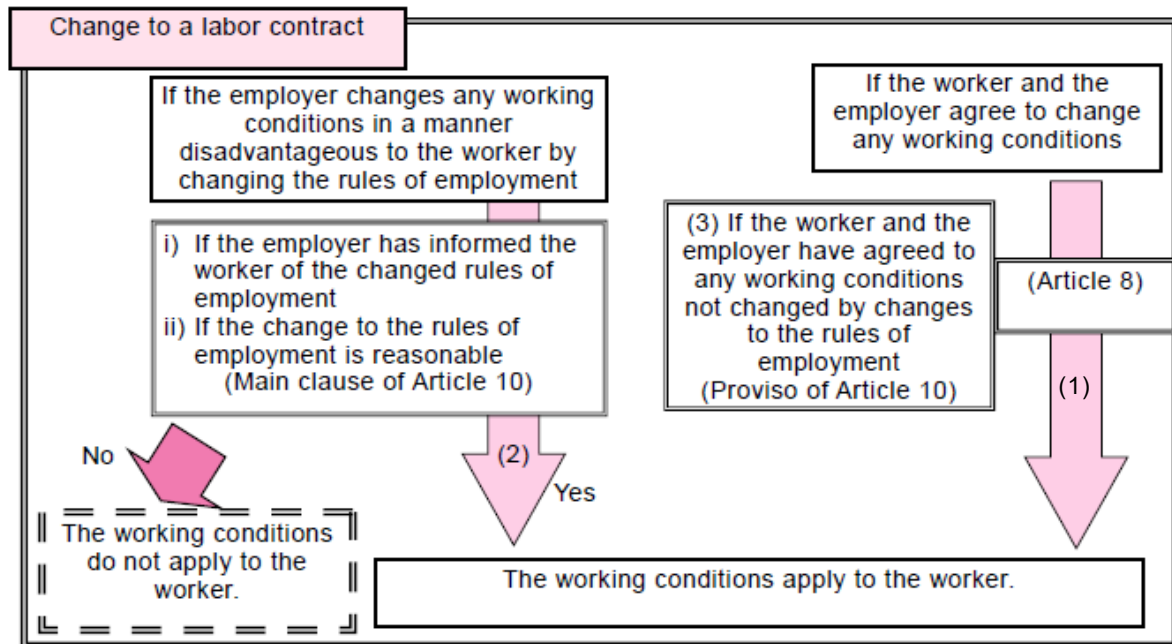 Change to a labor contract
If the employer changes any working
conditions in a manner
disadvantageous to the worker by
changing the rules of employment
If the worker and the
employer agree to change
any working conditions
i) If the employer has informed the
worker of the changed rules of
employment
ii) If the change to the rules of
employment is reasonable
(Main clause of Article 10)
(3) If the worker and the
employer have agreed to
any working conditions
not changed by changes
to the rules of
employment
(Proviso of Article 10)
(Article 8)
(1)
No
(2)
Yes
The working conditions
do not apply to the
worker.
The working conditions apply to the worker.